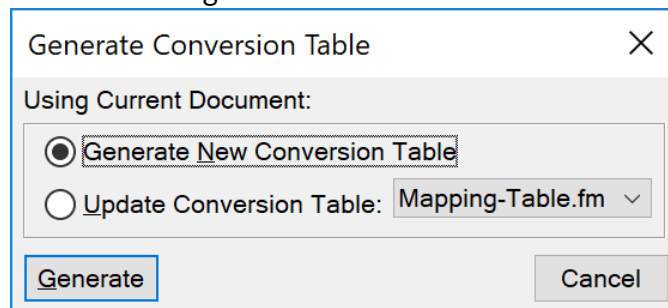 Generate Conversion Table
Using Current Document:
Generate New Conversion Table
Update Conversion Table: Mapping-Table.fm
Generate Cancel